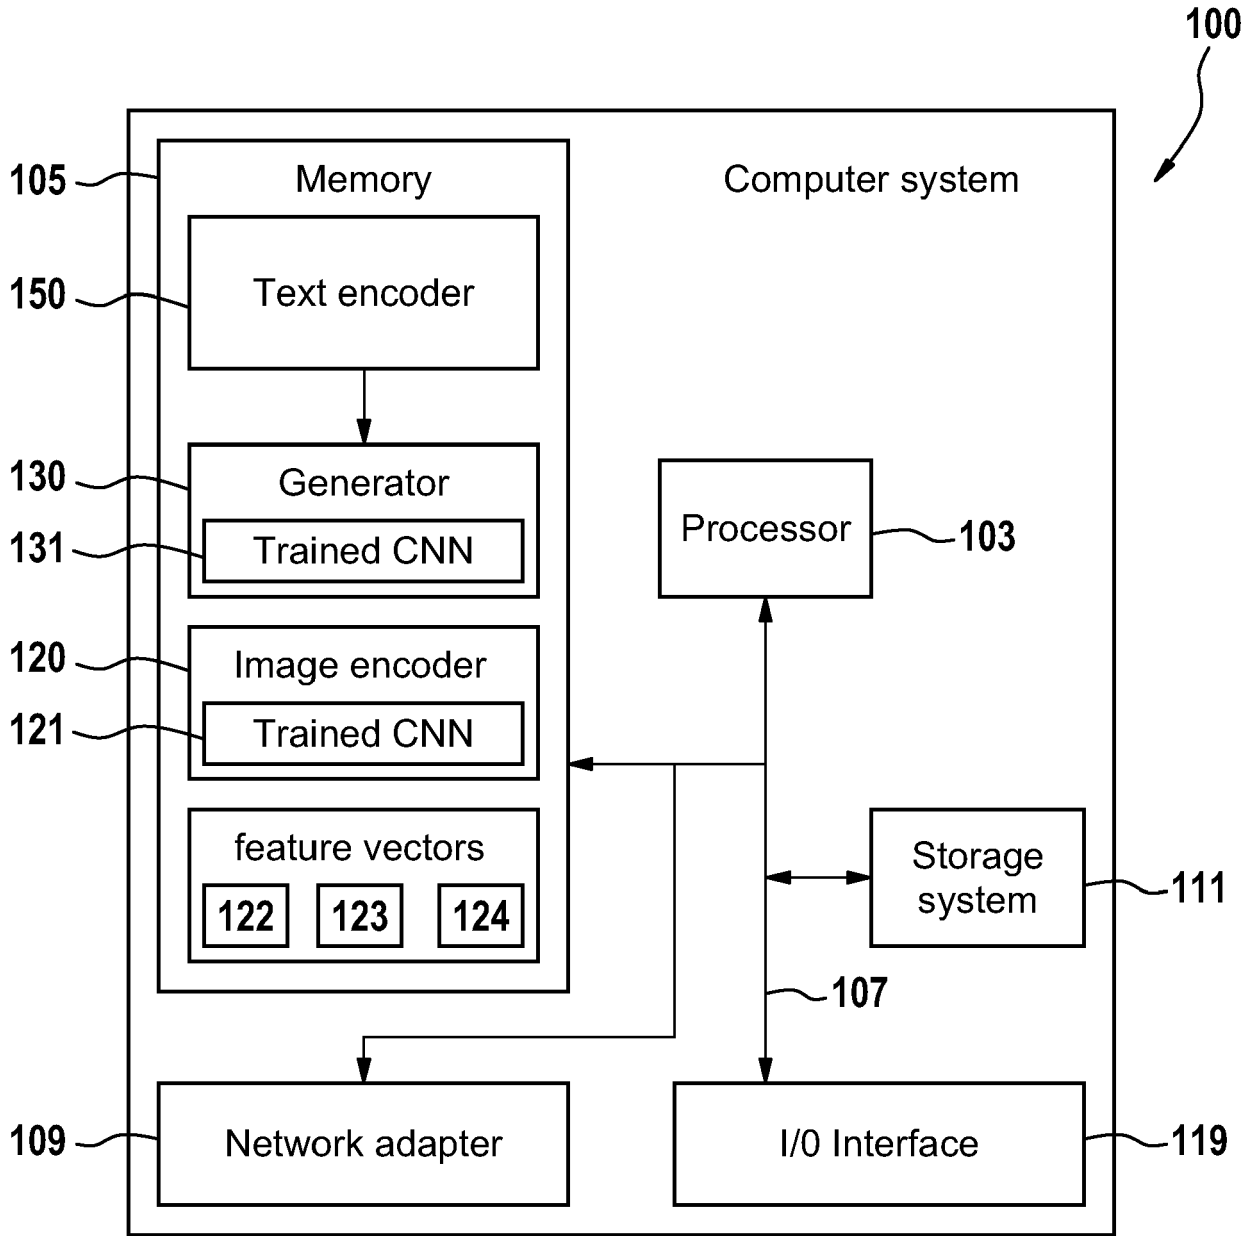 100
105
Memory
Computer system
150
Text encoder
130
Generator
131
Trained CNN
Processor
103
120
Image encoder
121
Trained CNN
feature vectors
122 123 124
Storage
system
111
107
109
Network adapter
I/0 Interface
119